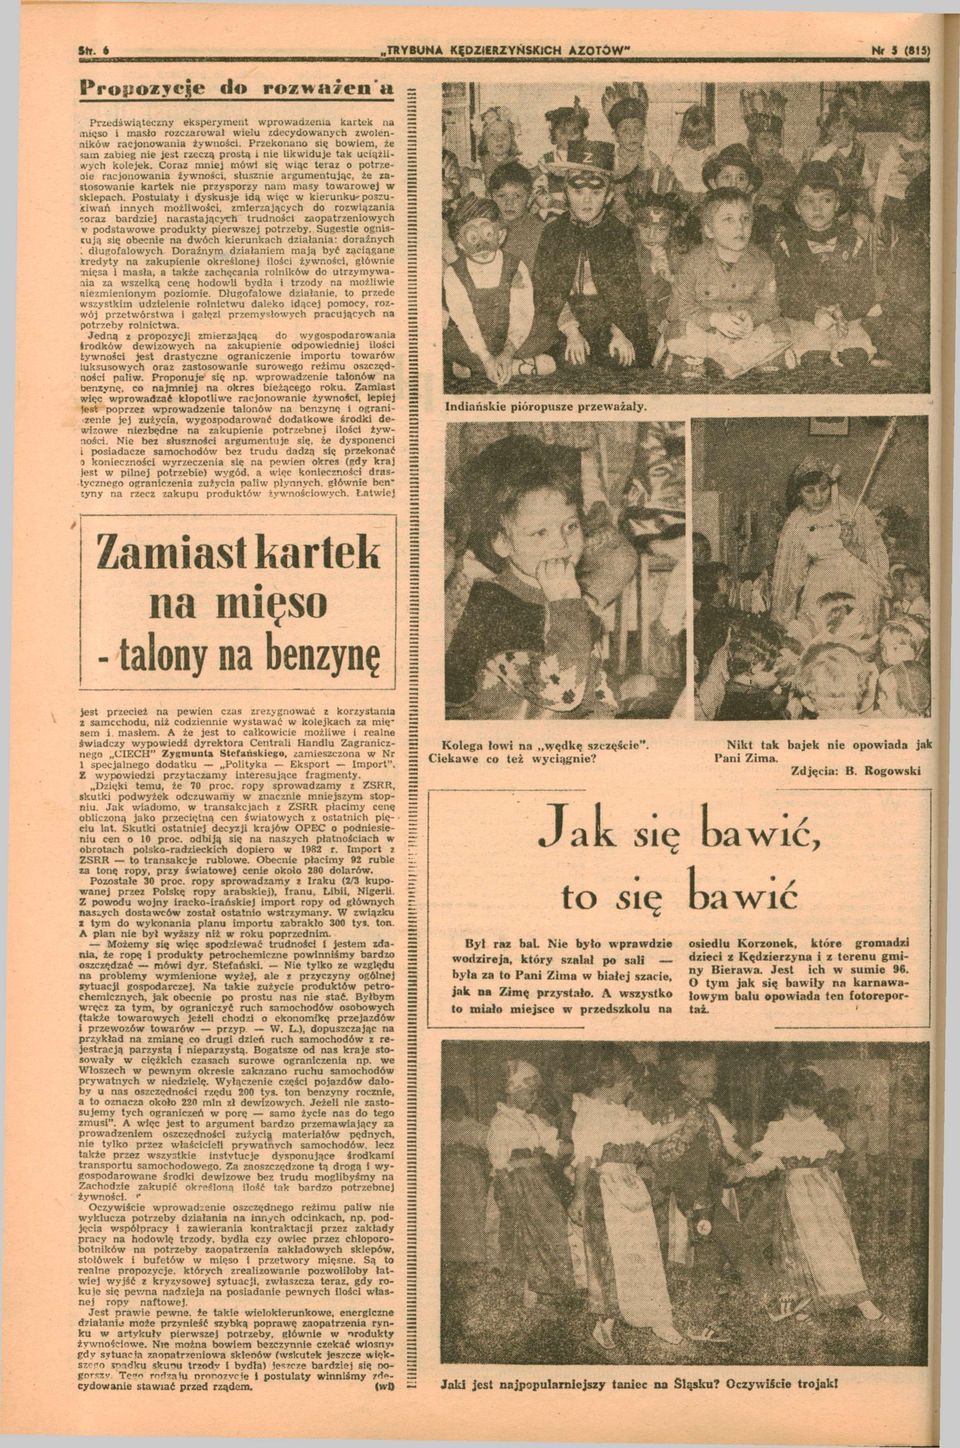 Str. 6
„TRYBUNA KĘDZIERZYŃSKICH AZOTÓW"
Nr 5 (815)
Propozycje do rozważenia
Przedświąteczny eksperyment wprowadzenia kartek na
mięso i masło rozczarował wielu zdecydowanych zwolen-
ników racjonowania żywności. Przekonano się bowiem, że
sam zabieg nie jest rzeczą prostą i nie likwiduje tak uciążli-
wych kolejek. Coraz mniej mówi się więc teraz o potrze-
bie racjonowania żywności, słusznie argumentując, że za-
stosowanie kartek nie przysporzy nam masy towarowej w
sklepach. Postulaty i dyskusje idą więc w kierunku poszu-
kiwań innych możliwości, zmierzających do rozwiązania
coraz bardziej narastających trudności zaopatrzeniowych
w podstawowe produkty pierwszej potrzeby. Sugestie ognis-
kują się obecnie na dwóch kierunkach działania: doraźnych
i długofalowych. Doraźnym działaniem mają być zaciągane
kredyty na zakupienie określonej ilości żywności, głównie
mięsa i masła, a także zachęcania rolników do utrzymywa-
nia za wszelką cenę hodowli bydła i trzody na możliwie
niezmienionym poziomie. Długofalowe działanie, to przede
wszystkim udzielenie rolnictwu daleko idącej pomocy, roz-
wój przetwórstwa i gałęzi przemysłowych pracujących na
potrzeby rolnictwa.
Jedną z propozycji zmierzającą do wygospodarowania
środków dewizowych na zakupienie odpowiedniej ilości
żywności jest drastyczne ograniczenie importu towarów
luksusowych oraz zastosowanie surowego reżimu oszczęd-
ności paliw. Proponuje się np. wprowadzenie talonów na
benzynę, co najmniej na okres bieżącego roku. Zamiast
więc wprowadzać kłopotliwe racjonowanie żywności, lepiej
jest poprzez wprowadzenie talonów na benzynę i ograni-
czenie jej zużycia, wygospodarować dodatkowe środki de-
wizowe niezbędne na zakupienie potrzebnej ilości żyw-
ności. Nie bez słuszności argumentuje się, że dysponenci
i posiadacze samochodów bez trudu dadzą się przekonać
o konieczności wyrzeczenia się na pewien okres (gdy kraj
jest w pilnej potrzebie) wygód, a więc konieczności dras-
tycznego ograniczenia zużycia paliw płynnych, głównie ben-
zyny na rzecz zakupu produktów żywnościowych. Łatwiej
Zamiast kartek
na mięso
- talony na benzynę
jest przecież na pewien czas zrezygnować z korzystania
z samochodu, niż codziennie wystawać w kolejkach za mię-
sem i masłem. A że jest to całkowicie możliwe i realne
świadczy wypowiedź dyrektora Centrali Handlu Zagranicz-
nego „CIECH" Zygmunta Stefańskiego, zamieszczona w Nr
1 specjalnego dodatku — „Polityka — Eksport — Import".
Z wypowiedzi przytaczamy interesujące fragmenty.
„Dzięki temu, że 70 proc. ropy sprowadzamy z ZSRR,
skutki podwyżek odczuwamy w znacznie mniejszym stop-
niu. Jak wiadomo, w transakcjach z ZSRR płacimy cenę
obliczoną jako przeciętną cen światowych z ostatnich pię-
ciu lat. Skutki ostatniej decyzji krajów OPEC o podniesie-
niu cen o 10 proc. odbiją się na naszych płatnościach w
obrotach polsko-radzieckich dopiero w 1982 r. Import z
ZSRR — to transakcje rublowe. Obecnie płacimy 92 ruble
za tonę ropy, przy światowej cenie około 280 dolarów.
Pozostałe 30 proc. ropy sprowadzamy z Iraku (2/3 kupo-
wanej przez Polskę ropy arabskiej), Iranu, Libii, Nigerii.
Z powodu wojny iracko-irańskiej import ropy od głównych
naszych dostawców został ostatnio wstrzymany. W związku
z tym do wykonania planu importu zabrakło 300 tys. ton.
A plan nie był wyższy niż w roku poprzednim.
— Możemy się więc spodziewać trudności i jestem zda-
nia, że ropę i produkty petrochemiczne powinniśmy bardzo
oszczędzać — mówi dyr. Stefański. — Nie tylko ze względu
na problemy wymienione wyżej, ale z przyczyny ogólnej
sytuacji gospodarczej. Na takie zużycie produktów petro-
chemicznych, jak obecnie po prostu nas nie stać. Byłbym
wręcz za tym, by ograniczyć ruch samochodów osobowych
(także towarowych jeżeli chodzi o ekonomikę przejazdów
i przewozów towarów — przyp. — W. L.), dopuszczając na
przykład na zmianę co drugi dzień ruch samochodów z re-
jestracją parzystą i nieparzystą. Bogatsze od nas kraje sto-
sowały w ciężkich czasach surowe ograniczenia np. we
Włoszech w pewnym okresie zakazano ruchu samochodów
prywatnych w niedzielę. Wyłączenie części pojazdów dało-
by u nas oszczędności rzędu 200 tys. ton benzyny rocznie,
a to oznacza około 220 mln zł dewizowych. Jeżeli nie zasto-
sujemy tych ograniczeń w porę — samo życie nas do tego
zmusi". A więc jest to argument bardzo przemawiający za
prowadzeniem oszczędności zużycia materiałów pędnych,
nie tylko przez właścicieli prywatnych samochodów, lecz
także przez wszystkie instytucje dysponujące środkami
transportu samochodowego. Za zaoszczędzone tą drogą i wy-
gospodarowane środki dewizowe bez trudu moglibyśmy na
Zachodzie zakupić określoną ilość tak bardzo potrzebnej
żywności.
Oczywiście wprowadzenie oszczędnego reżimu paliw nie
wyklucza potrzeby działania na innych odcinkach, np. pod-
jęcia współpracy i zawierania kontraktacji przez zakłady
pracy na hodowlę trzody, bydła czy owiec przez chłoporo-
botników na potrzeby zaopatrzenia zakładowych sklepów,
stołówek i bufetów w mięso i przetwory mięsne. Są to
realne propozycje, których zrealizowanie pozwoliłoby łat-
wiej wyjść z kryzysowej sytuacji, zwłaszcza teraz, gdy ro-
kuje się pewna nadzieja na posiadanie pewnych ilości włas-
nej ropy naftowej.
Jest prawie pewne, że takie wielokierunkowe, energiczne
działanie może przynieść szybką poprawę zaopatrzenia ryn-
ku w artykuły pierwszej potrzeby, głównie w produkty
żywnościowe. Nie można bowiem bezczynnie czekać wiosny,
gdy sytuacja zaopatrzeniowa sklepów (wskutek jeszcze więk-
szego spadku skupu trzody i bydła) jeszcze bardziej się po-
gorszy. Tego rodzaju propozycje i postulaty winniśmy zde-
cydowanie stawiać przed rządem. (wl)
Indiańskie pióropusze przeważały.
Kolega łowi na „wędkę szczęście".
Ciekawe co też wyciągnie?
Nikt tak bajek nie opowiada jak
Pani Zima.
Zdjęcia: B. Rogowski
Jak się bawić,
to się bawić
Był raz bal. Nie było wprawdzie
wodzireja, który szalał po sali —
była za to Pani Zima w białej szacie,
jak na Zimę przystało. A wszystko
to miało miejsce w przedszkolu na
osiedlu Korzonek, które gromadzi
dzieci z Kędzierzyna i z terenu gmi-
ny Bierawa. Jest ich w sumie 96.
O tym jak się bawiły na karnawa-
łowym balu opowiada ten fotorepor-
taż.
Jaki jest najpopularniejszy taniec na Śląsku? Oczywiście trojak!